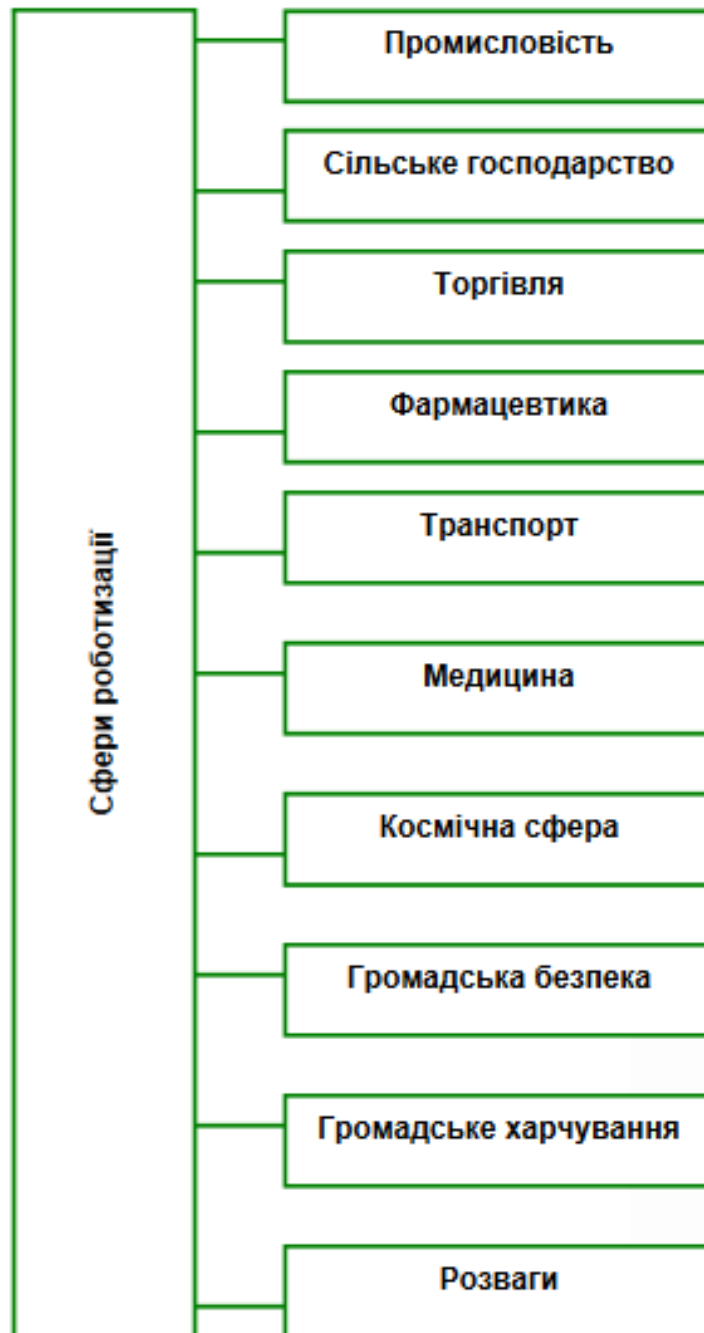 Сфери роботизації
Промисловість
Сільське господарство
Торгівля
Фармацевтика
Транспорт
Медицина
Космічна сфера
Громадська безпека
Громадське харчування
Розваги